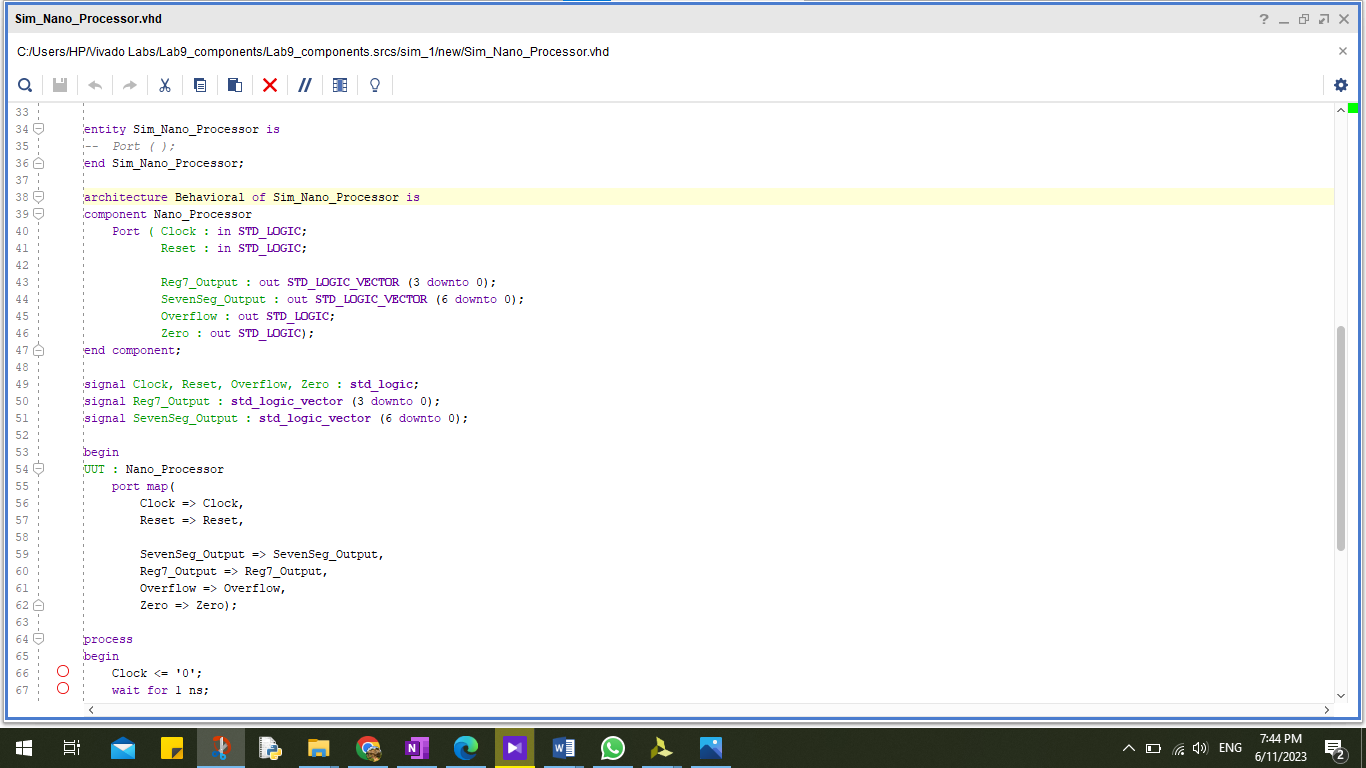 Sim_Nano_Processor.vhd
C:/Users/HP/Vivado Labs/Lab9_components/Lab9_components.srcs/sim_1/new/Sim_Nano_Processor.vhd
33
34 entity Sim_Nano_Processor is
35 -- Port ( );
36 end Sim_Nano_Processor;
37
38 architecture Behavioral of Sim_Nano_Processor is
39 component Nano_Processor
40 Port ( Clock : in STD_LOGIC;
41 Reset : in STD_LOGIC;
42
43 Reg7_Output : out STD_LOGIC_VECTOR (3 downto 0);
44 SevenSeg_Output : out STD_LOGIC_VECTOR (6 downto 0);
45 Overflow : out STD_LOGIC;
46 Zero : out STD_LOGIC);
47 end component;
48
49 signal Clock, Reset, Overflow, Zero : std_logic;
50 signal Reg7_Output : std_logic_vector (3 downto 0);
51 signal SevenSeg_Output : std_logic_vector (6 downto 0);
52
53 begin
54 UUT : Nano_Processor
55 port map(
56 Clock => Clock,
57 Reset => Reset,
58
59 SevenSeg_Output => SevenSeg_Output,
60 Reg7_Output => Reg7_Output,
61 Overflow => Overflow,
62 Zero => Zero);
63
64 process
65 begin
66 Clock <= '0';
67 wait for 1 ns;
ENG
7:44 PM
6/11/2023
2